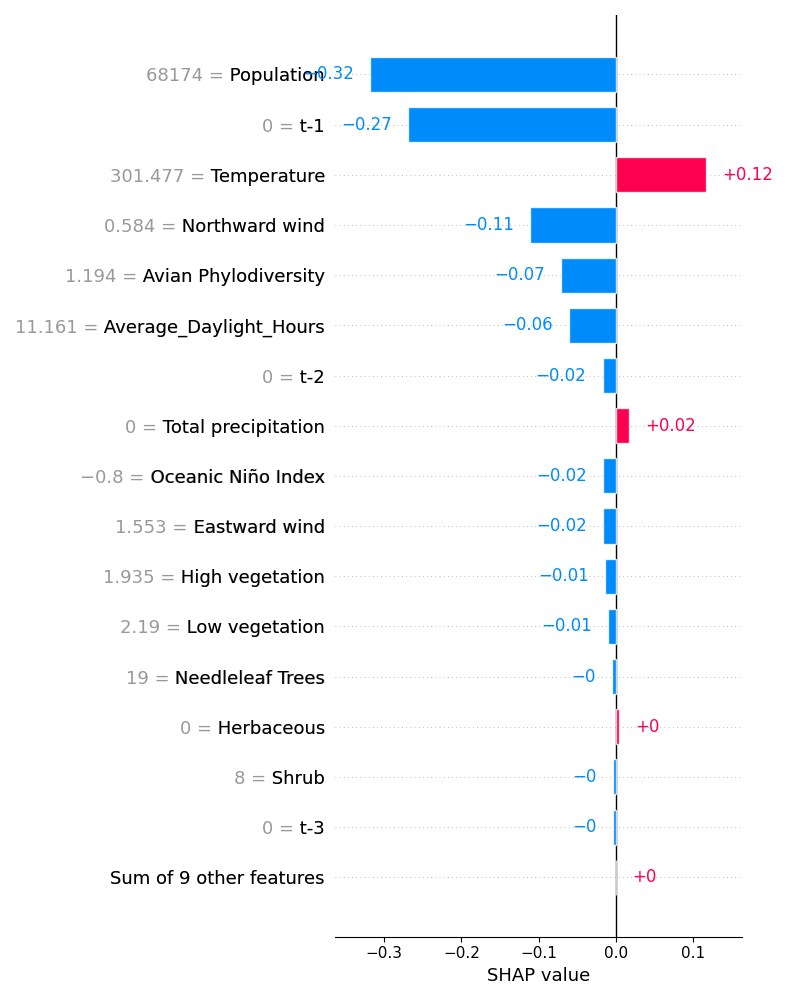 68174 = Population −0.32
0 = t-1 −0.27
301.477 = Temperature +0.12
0.584 = Northward wind −0.11
1.194 = Avian Phylodiversity −0.07
11.161 = Average_Daylight_Hours −0.06
0 = t-2 −0.02
0 = Total precipitation +0.02
−0.8 = Oceanic Niño Index −0.02
1.553 = Eastward wind −0.02
1.935 = High vegetation −0.01
2.19 = Low vegetation −0.01
19 = Needleleaf Trees −0
0 = Herbaceous +0
8 = Shrub −0
0 = t-3 −0
Sum of 9 other features +0
−0.3 −0.2 −0.1 0.0 0.1
SHAP value